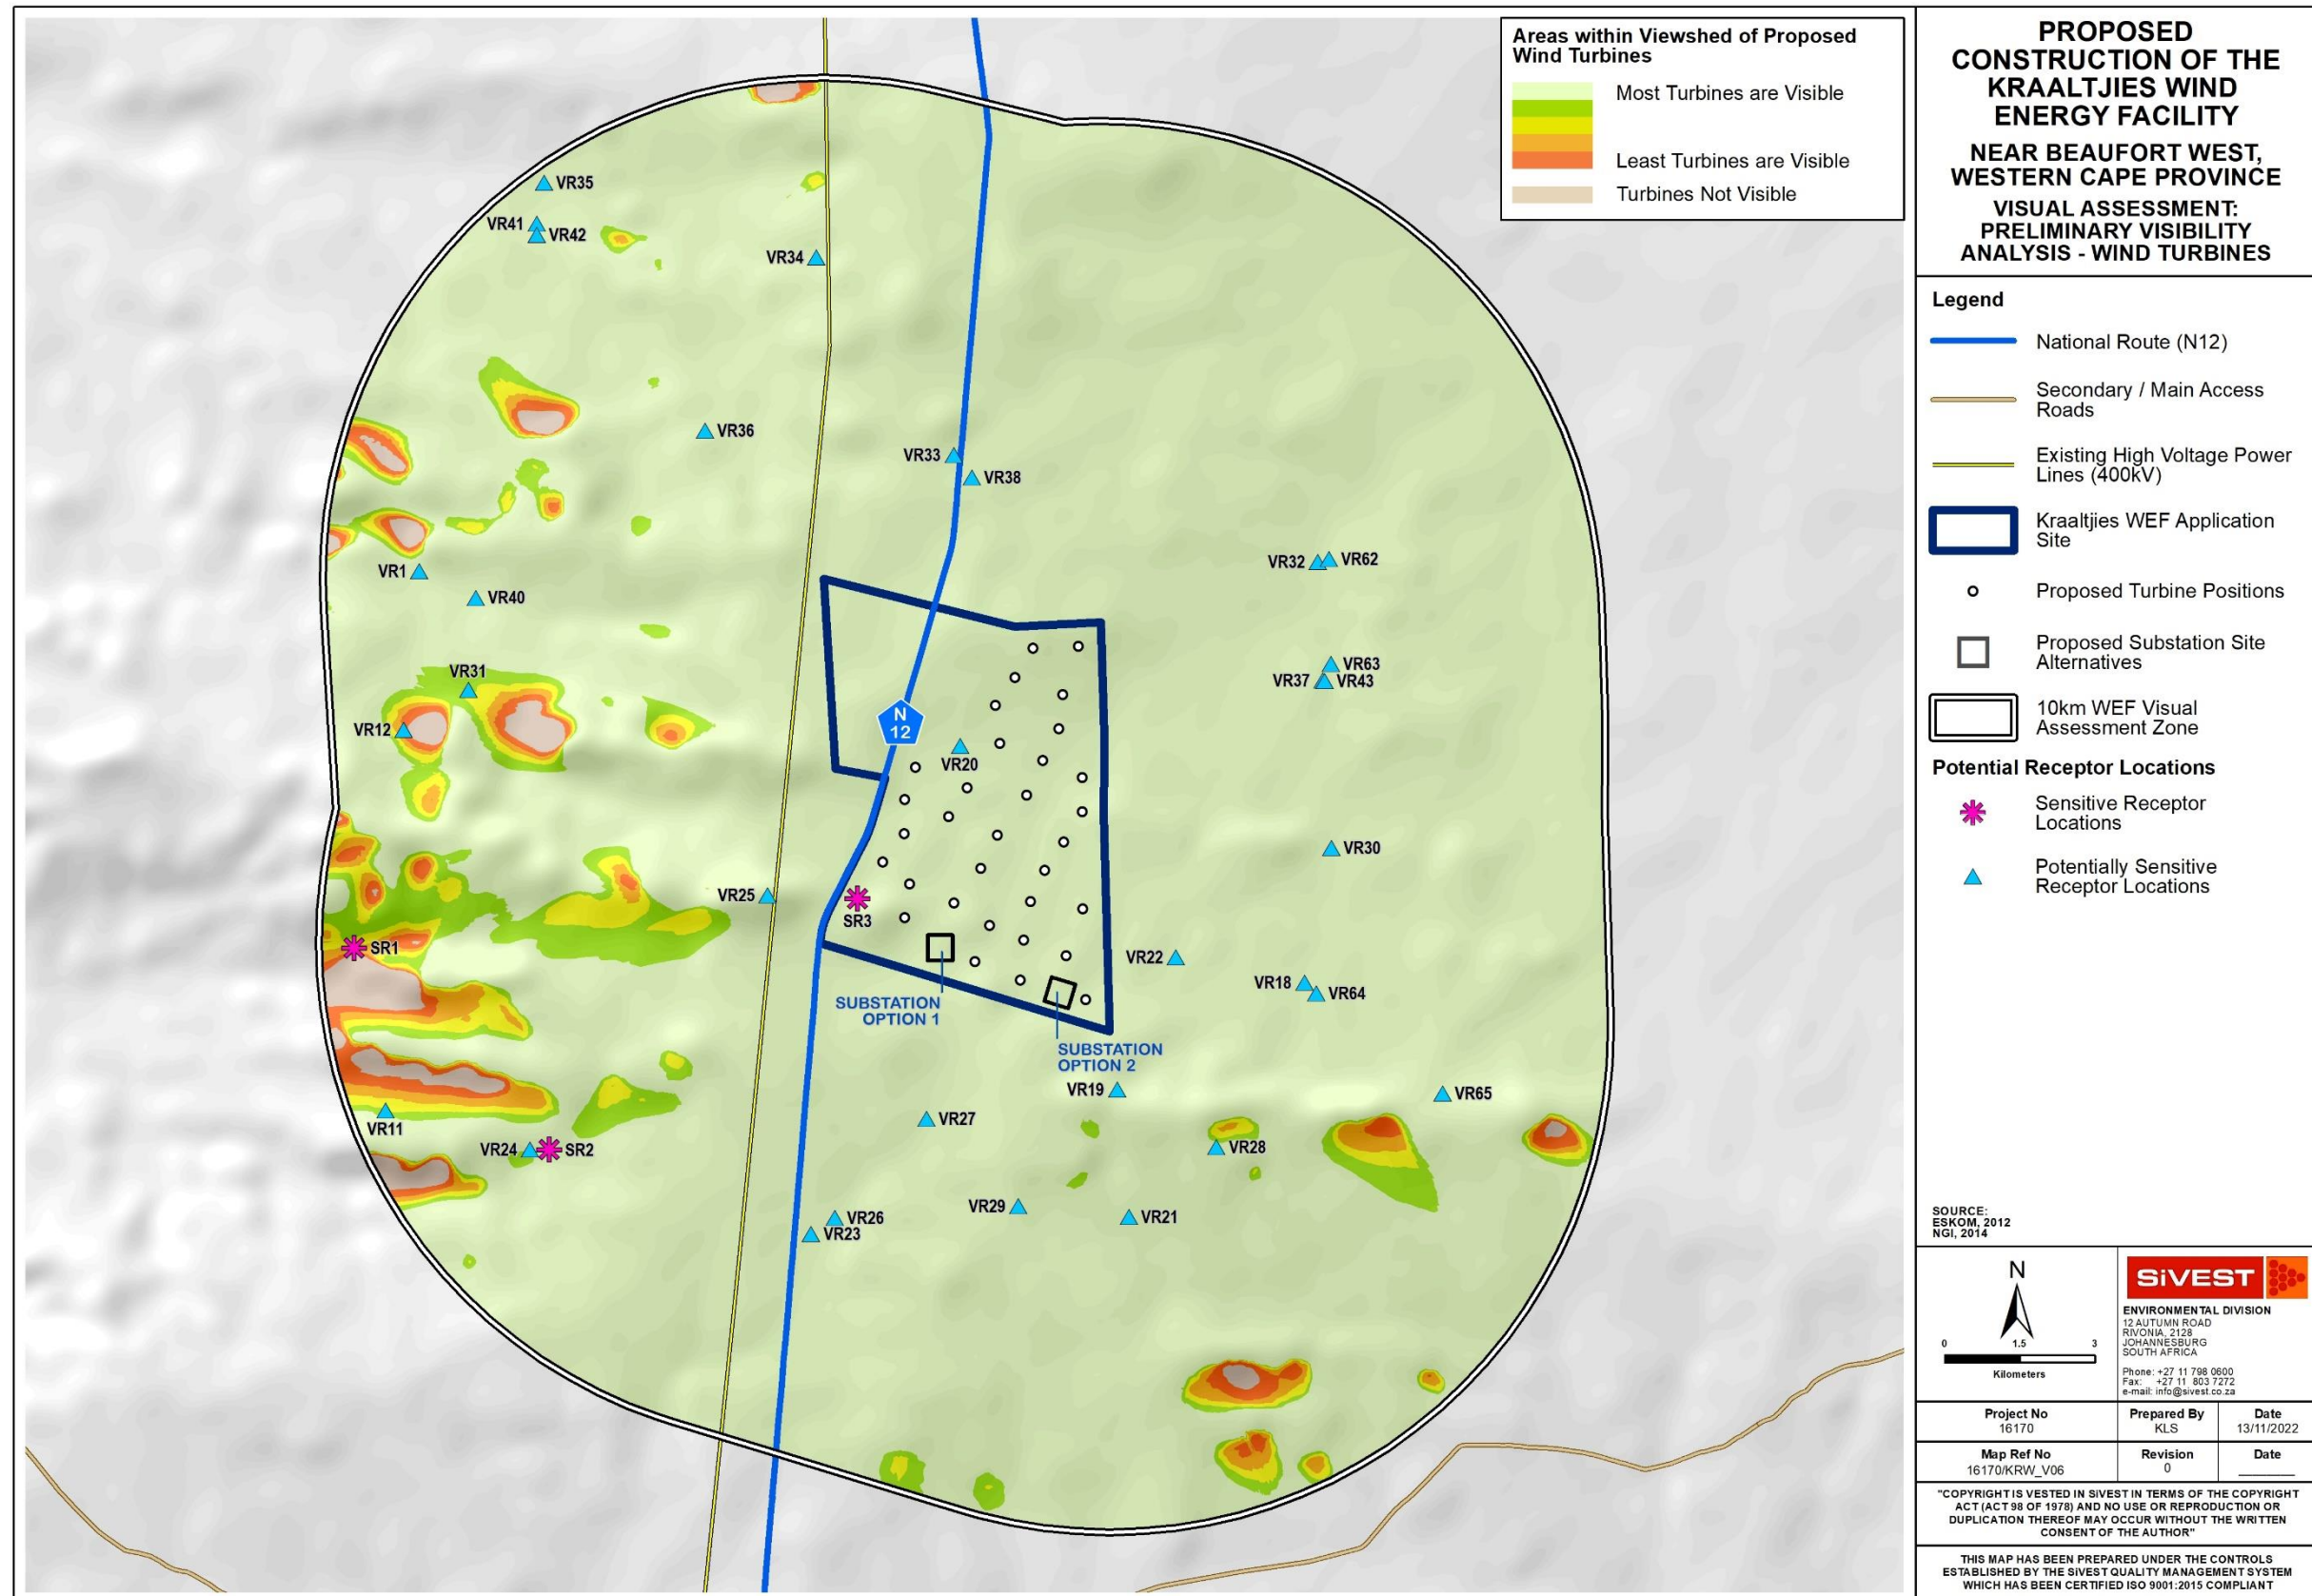 Areas within Viewshed of Proposed
Wind Turbines
Most Turbines are Visible
Least Turbines are Visible
Turbines Not Visible
VR35
VR41
VR42
VR34
VR36
VR33
VR38
VR32
VR62
VR1
VR40
VR63
VR37
VR43
VR31
VR12
N
12
VR20
VR30
VR25
SR3
SR1
VR22
VR18
VR64
SUBSTATION
OPTION 1
SUBSTATION
OPTION 2
VR19
VR65
VR11
VR27
VR24
SR2
VR28
VR29
VR21
VR26
VR23
PROPOSED
CONSTRUCTION OF THE
KRAALTJIES WIND
ENERGY FACILITY
NEAR BEAUFORT WEST,
WESTERN CAPE PROVINCE
VISUAL ASSESSMENT:
PRELIMINARY VISIBILITY
ANALYSIS - WIND TURBINES
Legend
National Route (N12)
Secondary / Main Access
Roads
Existing High Voltage Power
Lines (400kV)
Kraaltjies WEF Application
Site
Proposed Turbine Positions
Proposed Substation Site
Alternatives
10km WEF Visual
Assessment Zone
Potential Receptor Locations
Sensitive Receptor
Locations
Potentially Sensitive
Receptor Locations
SOURCE:
ESKOM, 2012
NGI, 2014
N
0 1.5 3
Kilometers
SiVEST
ENVIRONMENTAL DIVISION
12 AUTUMN ROAD
RIVONIA, 2128
JOHANNESBURG
SOUTH AFRICA
Phone: +27 11 798 0600
Fax: +27 11 803 7272
e-mail: info@sivest.co.za
Project No
16170
Prepared By
KLS
Date
13/11/2022
Map Ref No
16170/KRW_V06
Revision
0
Date
"COPYRIGHT IS VESTED IN SiVEST IN TERMS OF THE COPYRIGHT
ACT (ACT 98 OF 1978) AND NO USE OR REPRODUCTION OR
DUPLICATION THEREOF MAY OCCUR WITHOUT THE WRITTEN
CONSENT OF THE AUTHOR"
THIS MAP HAS BEEN PREPARED UNDER THE CONTROLS
ESTABLISHED BY THE SiVEST QUALITY MANAGEMENT SYSTEM
WHICH HAS BEEN CERTIFIED ISO 9001:2015 COMPLIANT